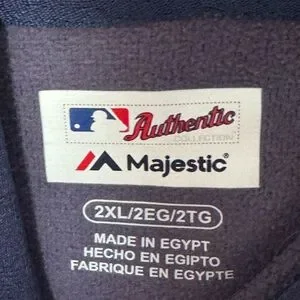 Authentic
COLLECTION
Majestic®
2XL/2EG/2TG
MADE IN EGYPT
HECHO EN EGIPTO
FABRIQUE EN EGYPTE